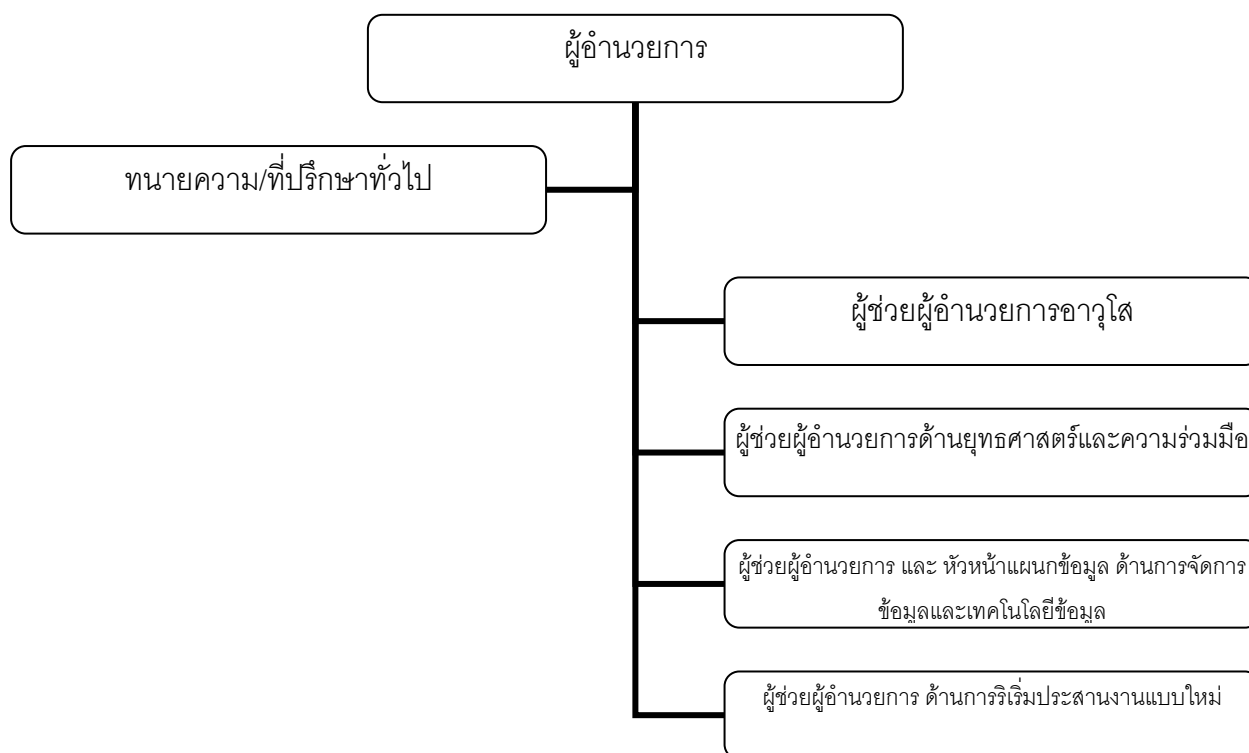 ผู้อำนวยการ
ทนายความ/ที่ปรึกษาทั่วไป
ผู้ช่วยผู้อำนวยการอาวุโส
ผู้ช่วยผู้อำนวยการด้านยุทธศาสตร์และความร่วมมือ
ผู้ช่วยผู้อำนวยการ และ หัวหน้าแผนกข้อมูล ด้านการจัดการ
ข้อมูลและเทคโนโลยีข้อมูล
ผู้ช่วยผู้อำนวยการ ด้านการริเริ่มประสานงานแบบใหม่